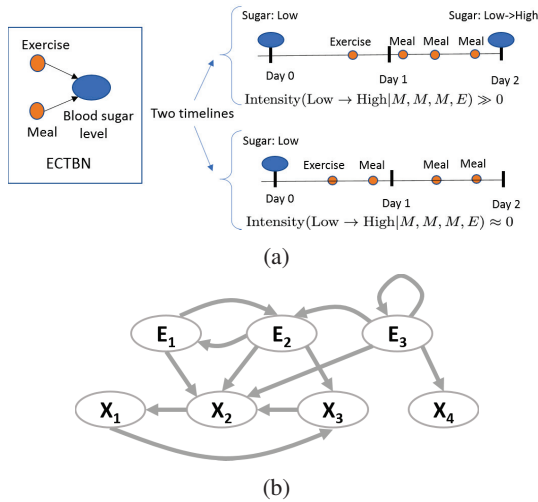 Exercise
Meal
Blood sugar
level
ECTBN
Two timelines
Sugar: Low
Sugar: Low->High
Exercise
Meal
Meal
Meal
Day 0
Day 1
Day 2
Intensity(Low → High|M, M, M, E) ≫ 0
Sugar: Low
Exercise
Meal
Meal
Meal
Day 0
Day 1
Day 2
Intensity(Low → High|M, M, M, E) ≈ 0
(a)
E₁
E₂
E₃
X₁
X₂
X₃
X₄
(b)